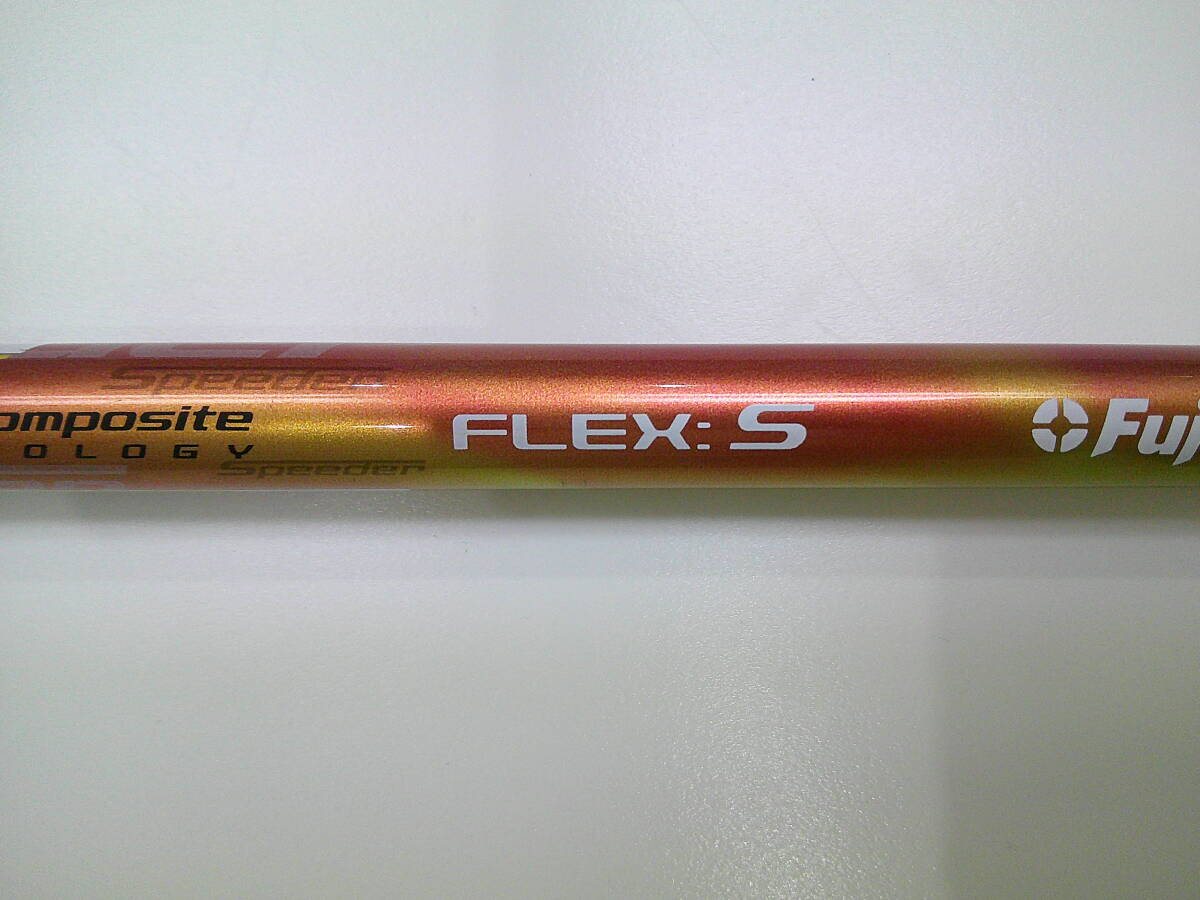 Speeder
omposite
OLOGY
Speeder
FLEX: S
Fuj